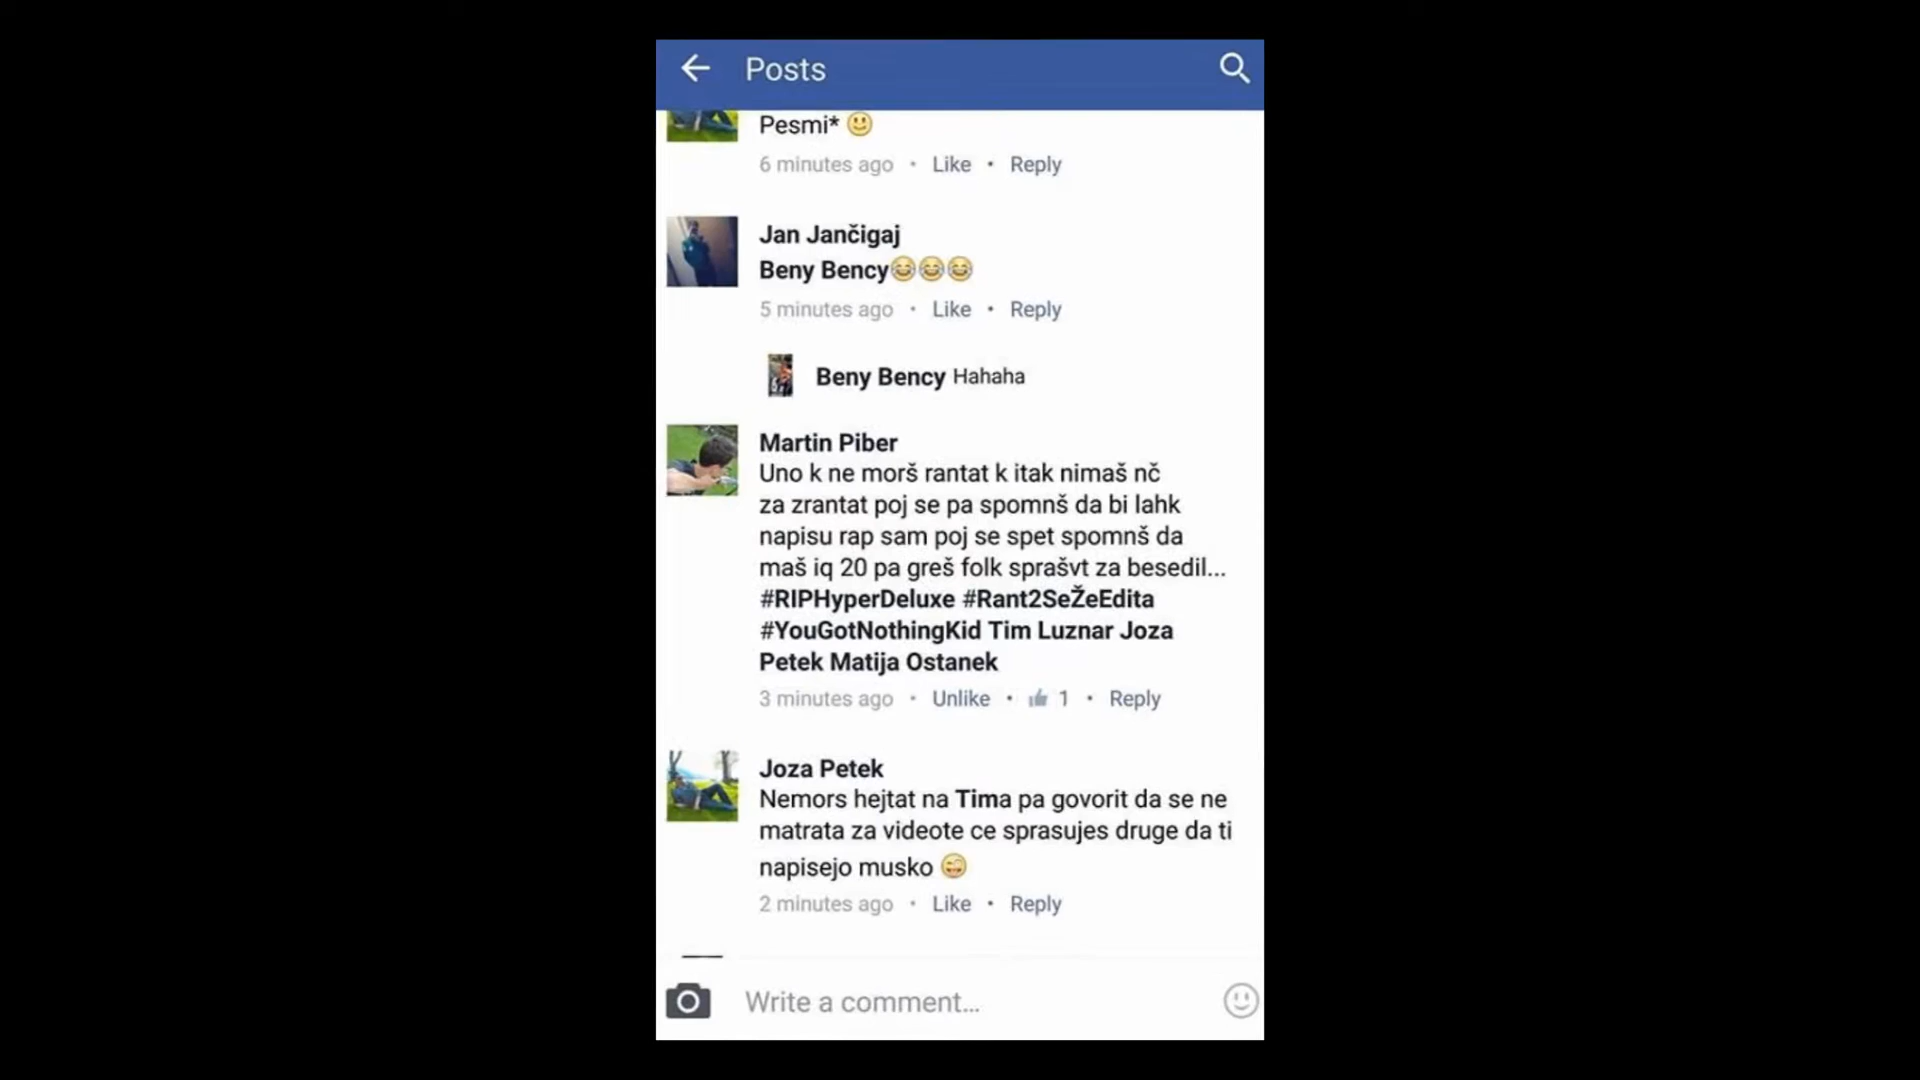 Posts
Pesmi*
6 minutes ago • Like • Reply
Jan Jančigaj
Beny Bency
5 minutes ago • Like • Reply
Beny Bency Hahaha
Martin Piber
Uno k ne morš rantat k itak nimaš nč
za zrantat poj se pa spomnš da bi lahk
napisu rap sam poj se spet spomnš da
maš iq 20 pa greš folk sprašvt za besedil...
#RIPHyperDeluxe #Rant2SeŽeEdita
#YouGotNothingKid Tim Luznar Joza
Petek Matija Ostanek
3 minutes ago • Unlike • 1 • Reply
Joza Petek
Nemors hejtat na Tima pa govorit da se ne
matrata za videote ce sprasujes druge da ti
napisejo musko
2 minutes ago • Like • Reply
Write a comment...